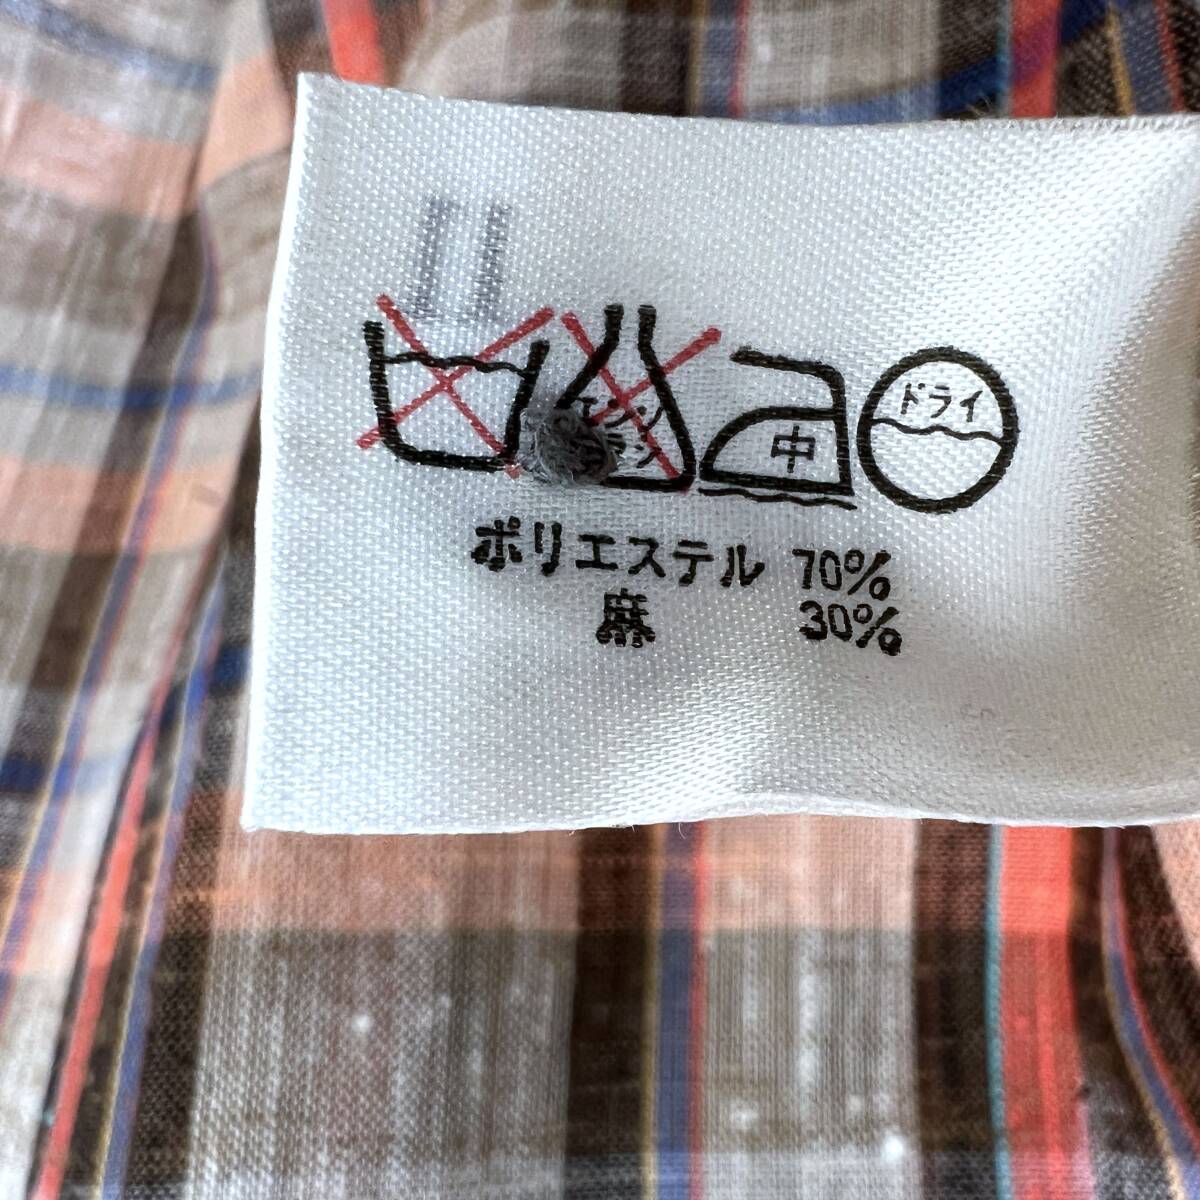 中
ドライ
ポリエステル 70%
麻 30%